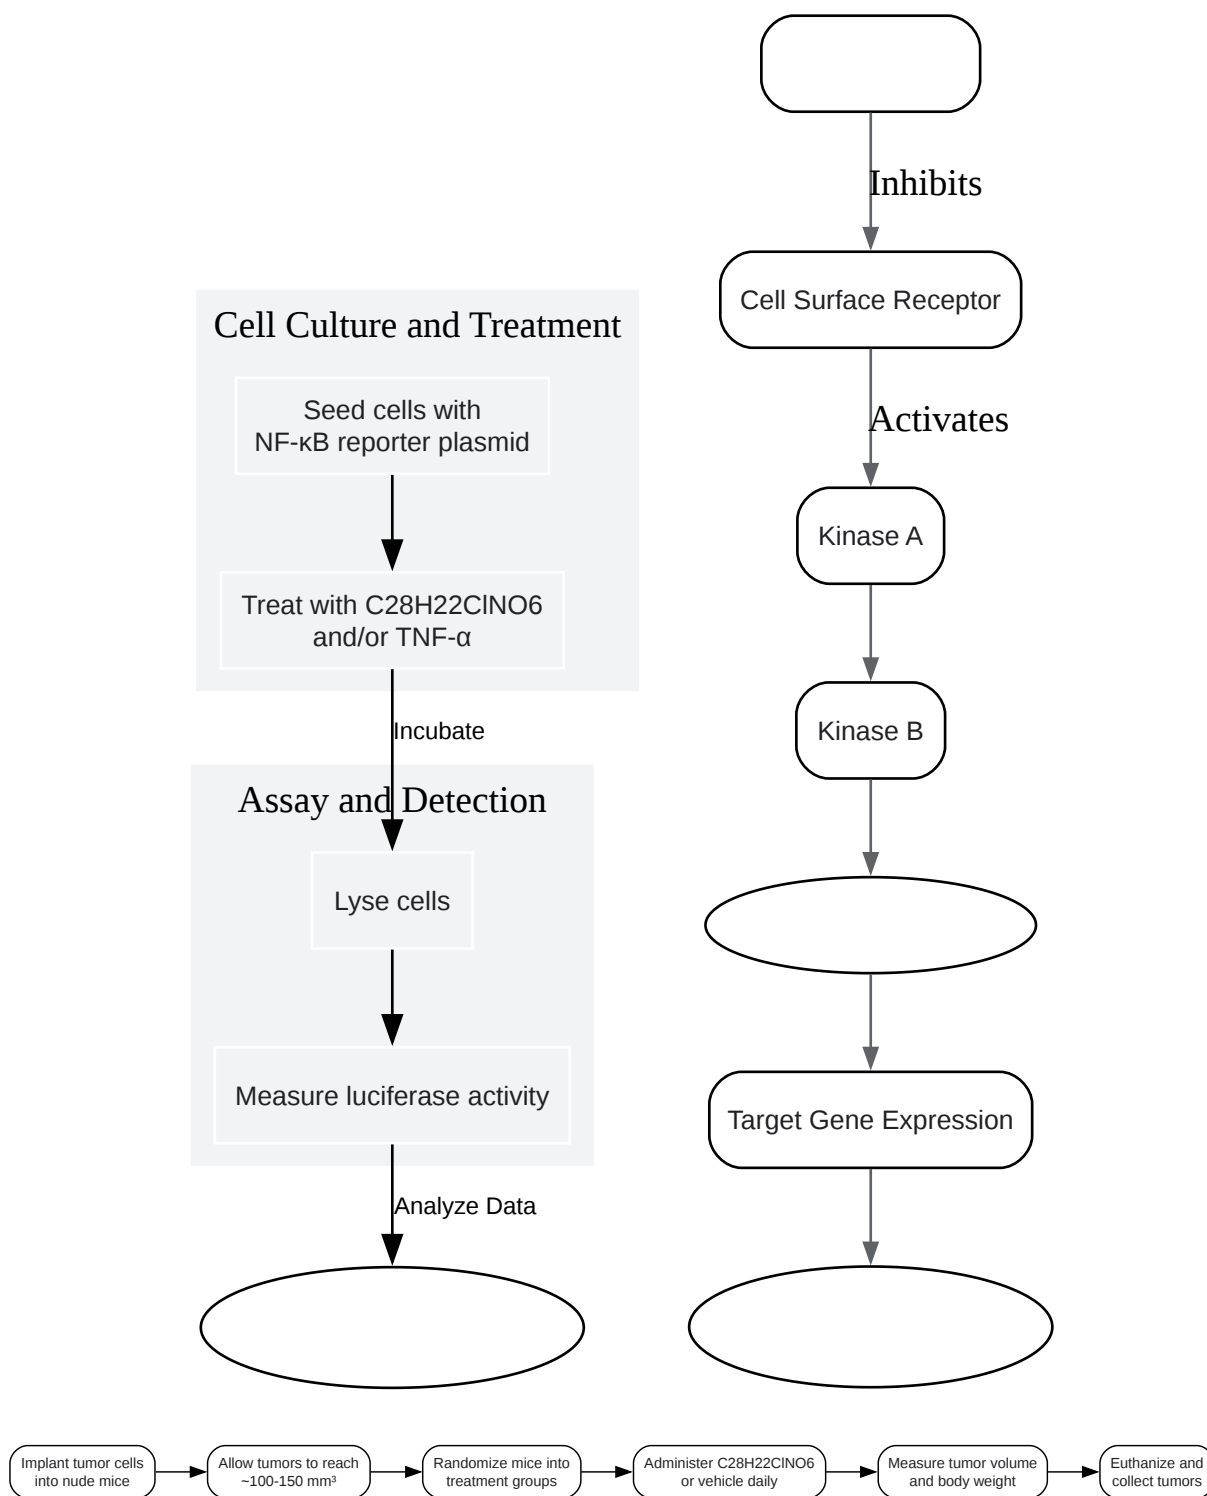 Cell Culture and Treatment
Seed cells with
NF-κB reporter plasmid
Treat with C28H22ClNO6
and/or TNF-α
Incubate
Assay and Detection
Lyse cells
Measure luciferase activity
Analyze Data
Inhibits
Cell Surface Receptor
Activates
Kinase A
Kinase B
Target Gene Expression
Implant tumor cells
into nude mice
Allow tumors to reach
~100-150 mm³
Randomize mice into
treatment groups
Administer C28H22ClNO6
or vehicle daily
Measure tumor volume
and body weight
Euthanize and
collect tumors